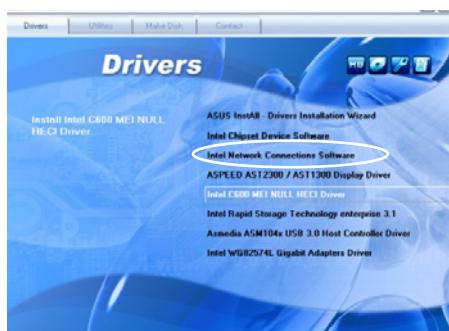 Drivers
Utilities
Make Disk
Contact
Drivers
Install Intel C600 MEI NULL
HECI Driver.
ASUS InstAll - Drivers Installation Wizard
Intel Chipset Device Software
Intel Network Connections Software
ASPEED AST2300 / AST1300 Display Driver
Intel C600 MEI NULL HECI Driver
Intel Rapid Storage Technology enterprise 3.1
Asmedia ASM104x USB 3.0 Host Controller Driver
Intel WG82574L Gigabit Adapters Driver